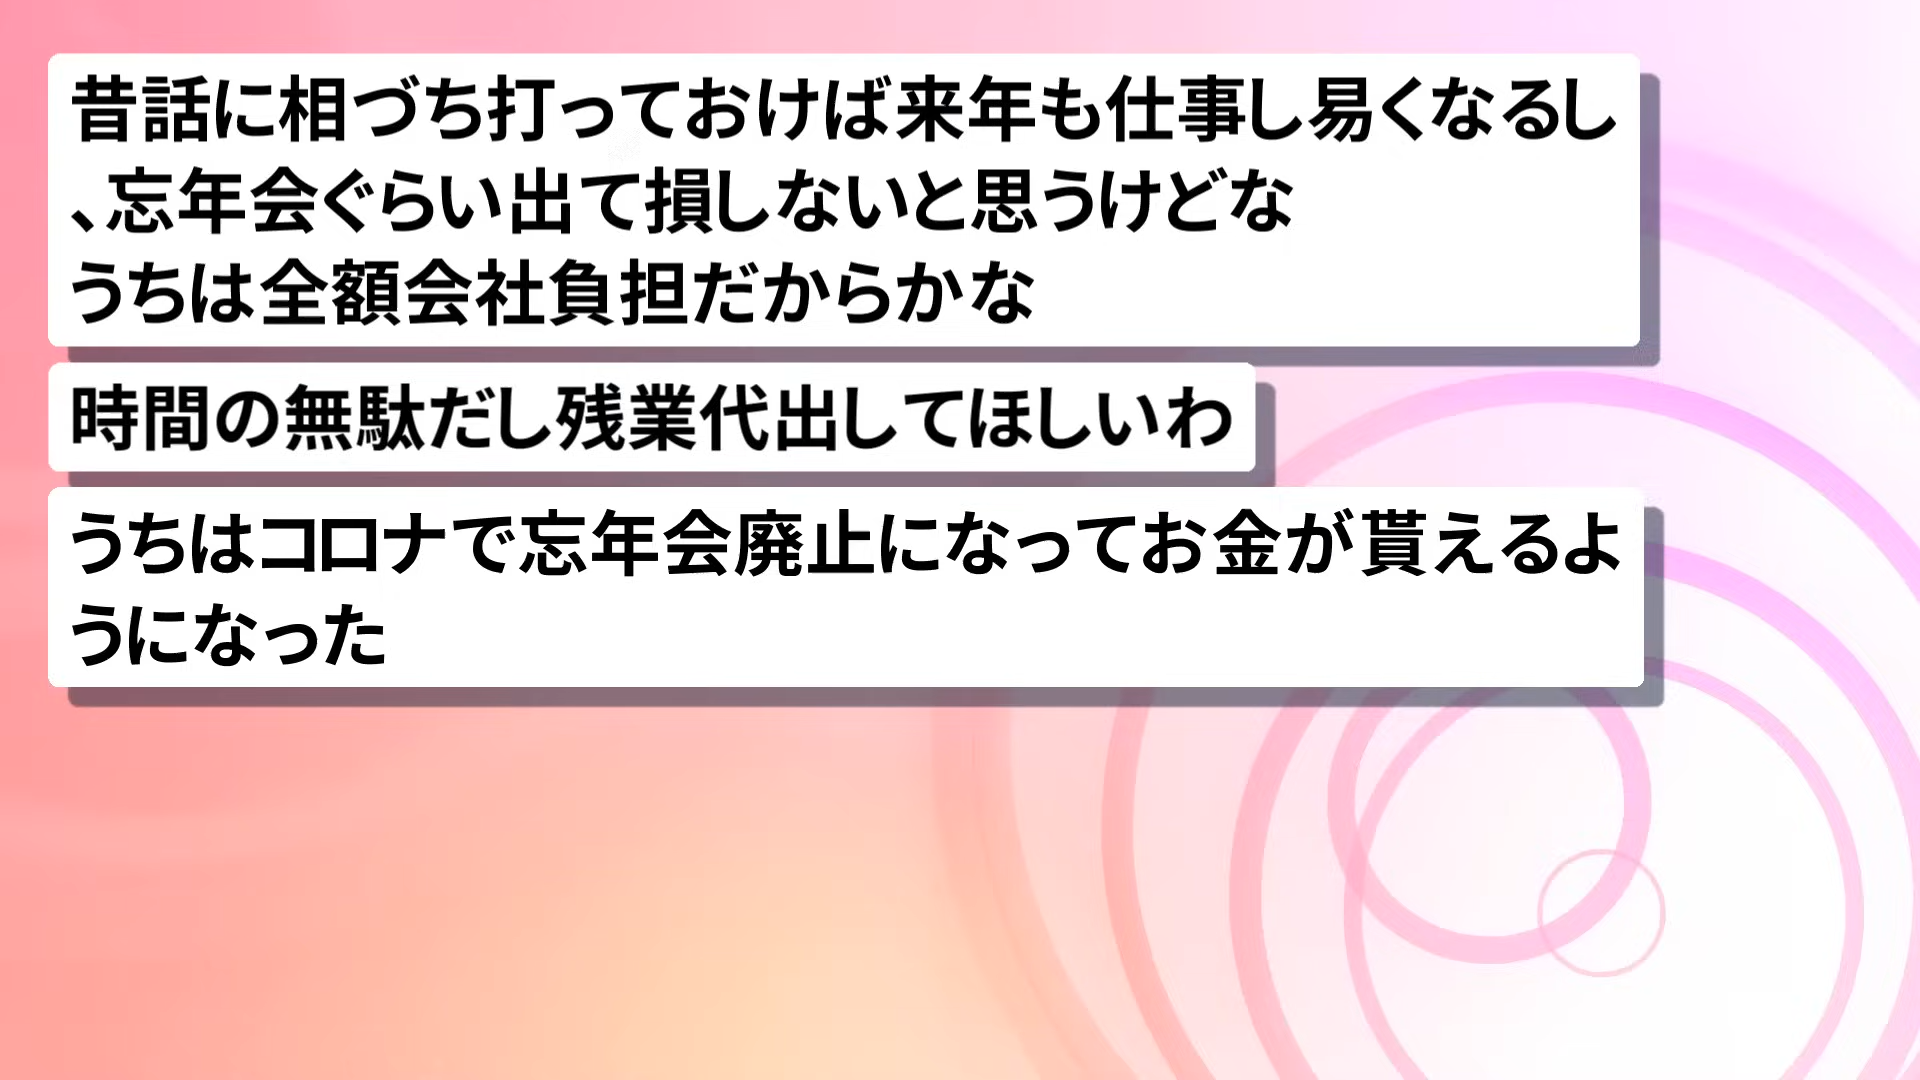 昔話に相づち打っておけば来年も仕事し易くなるし
、忘年会ぐらい出て損しないと思うけどな
うちは全額会社負担だからかな
時間の無駄だし残業代出してほしいわ
うちはコロナで忘年会廃止になってお金が貰えるよ
うになった